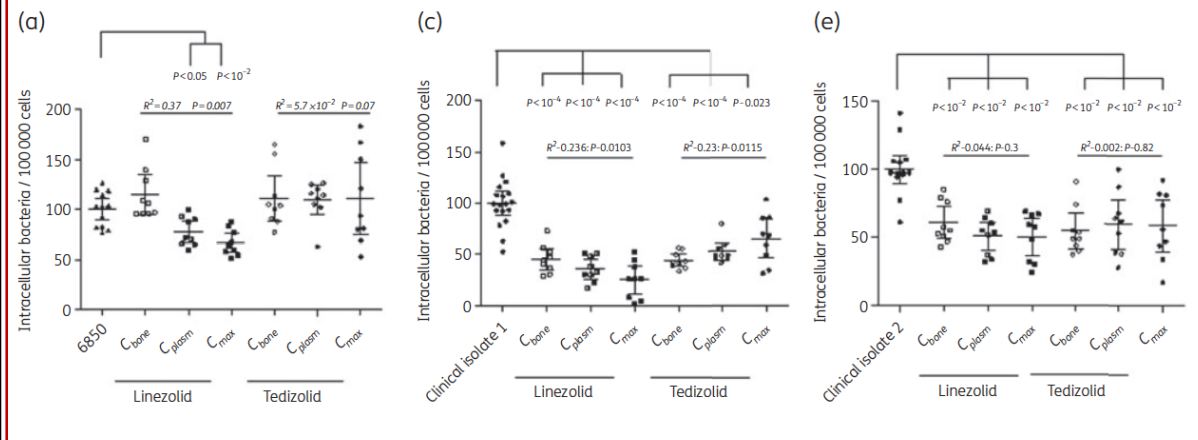 (a)
P<0.05 P<10⁻²
R²=0.37 P=0.007 R²=5.7×10⁻² P=0.07
Intracellular bacteria / 100 000 cells
200
150
100
50
0
6850 Cbone Cplasm Cmax Cbone Cplasm Cmax
Linezolid Tedizolid
(c)
P<10⁻⁴ P<10⁻⁴ P<10⁻⁴ P<10⁻⁴ P<10⁻⁴ P-0.023
R²-0.236: P-0.0103 R²-0.23: P-0.0115
Intracellular bacteria / 100 000 cells
200
150
100
50
0
Clinical isolate 1 Cbone Cplasm Cmax Cbone Cplasm Cmax
Linezolid Tedizolid
(e)
P<10⁻² P<10⁻² P<10⁻² P<10⁻² P<10⁻² P<10⁻²
R²-0.044: P-0.3 R²-0.002: P-0.82
Intracellular bacteria / 100 000 cells
150
100
50
0
Clinical isolate 2 Cbone Cplasm Cmax Cbone Cplasm Cmax
Linezolid Tedizolid